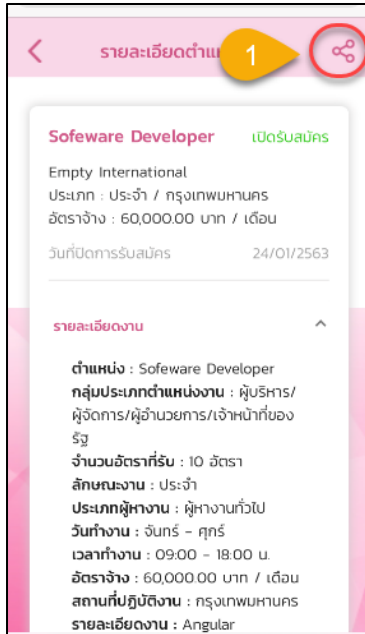 รายละเอียดตำแ
1
Sofeware Developer เปิดรับสมัคร
Empty International
ประเภท : ประจำ / กรุงเทพมหานคร
อัตราจ้าง : 60,000.00 บาท / เดือน
วันที่ปิดการรับสมัคร 24/01/2563
รายละเอียดงาน
ตำแหน่ง : Sofeware Developer
กลุ่มประเภทตำแหน่งงาน : ผู้บริหาร/
ผู้จัดการ/ผู้อำนวยการ/เจ้าหน้าที่ของ
รัฐ
จำนวนอัตราที่รับ : 10 อัตรา
ลักษณะงาน : ประจำ
ประเภทผู้หางาน : ผู้หางานทั่วไป
วันทำงาน : จันทร์ - ศุกร์
เวลาทำงาน : 09:00 - 18:00 น.
อัตราจ้าง : 60,000.00 บาท / เดือน
สถานที่ปฏิบัติงาน : กรุงเทพมหานคร
รายละเอียดงาน : Angular